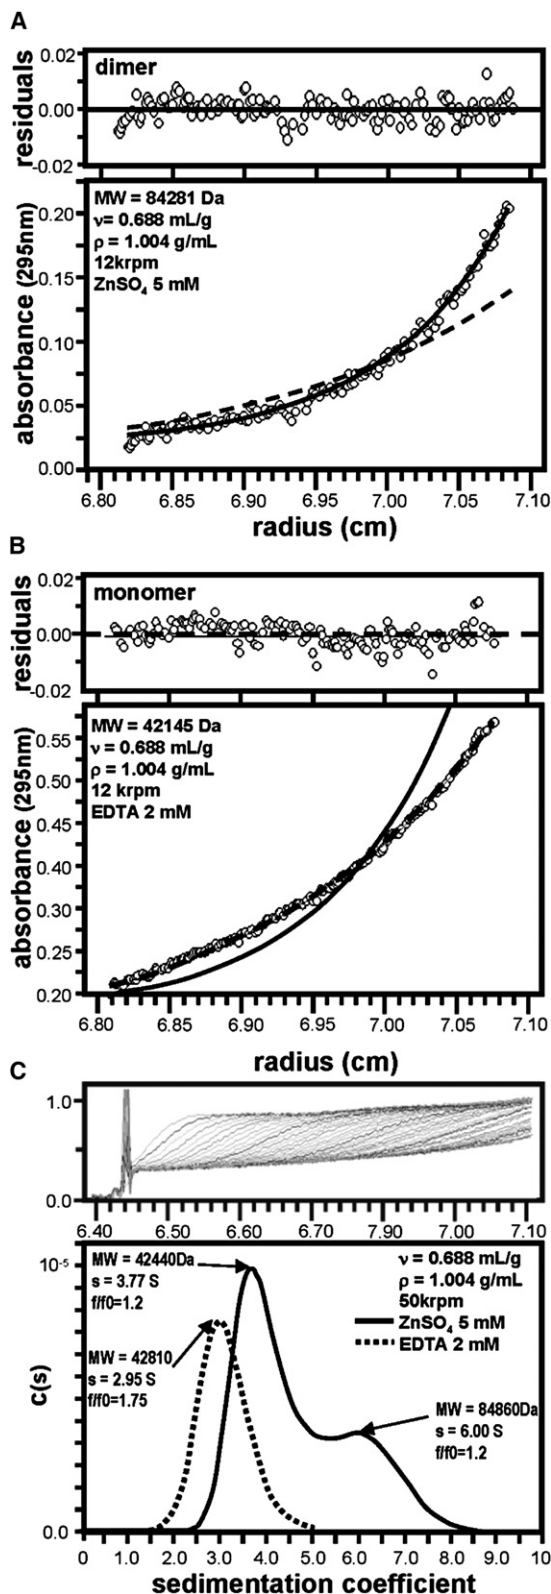 A
0.02
dimer
0.00
-0.02
residuals
MW = 84281 Da
ν= 0.688 mL/g
ρ = 1.004 g/mL
12krpm
ZnSO4 5 mM
0.20
0.15
0.10
0.05
0.00
absorbance (295nm)
6.80 6.85 6.90 6.95 7.00 7.05 7.10
radius (cm)
B
0.02
monomer
0.00
-0.02
residuals
MW = 42145 Da
ν = 0.688 mL/g
ρ = 1.004 g/mL
12 krpm
EDTA 2 mM
0.55
0.50
0.45
0.40
0.30
0.25
0.20
absorbance (295nm)
6.80 6.85 6.90 6.95 7.00 7.05 7.10
radius (cm)
C
1.0
0.0
6.40 6.50 6.60 6.70 7.90 7.00 7.10
10-5
MW = 42440Da
s = 3.77 S
f/f0=1.2
ν = 0.688 mL/g
ρ = 1.004 g/mL
50krpm
ZnSO4 5 mM
EDTA 2 mM
MW = 42810
s = 2.95 S
f/f0=1.75
MW = 84860Da
s = 6.00 S
f/f0=1.2
C(s)
0.0
0 1.0 2.0 3.0 4.0 5.0 6.0 7.0 8.0 9.0 10
sedimentation coefficient